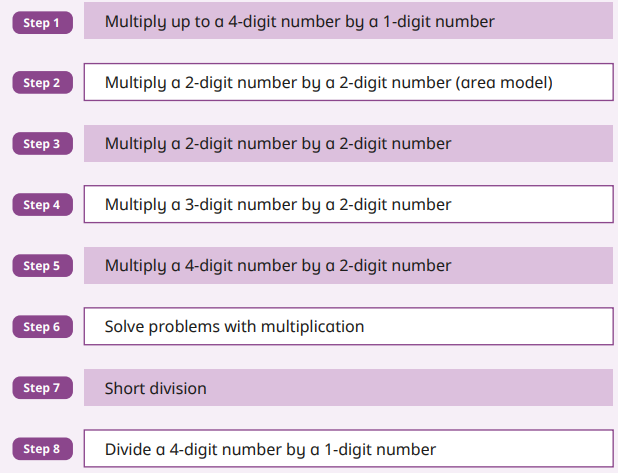 Step 1 Multiply up to a 4-digit number by a 1-digit number
Step 2 Multiply a 2-digit number by a 2-digit number (area model)
Step 3 Multiply a 2-digit number by a 2-digit number
Step 4 Multiply a 3-digit number by a 2-digit number
Step 5 Multiply a 4-digit number by a 2-digit number
Step 6 Solve problems with multiplication
Step 7 Short division
Step 8 Divide a 4-digit number by a 1-digit number